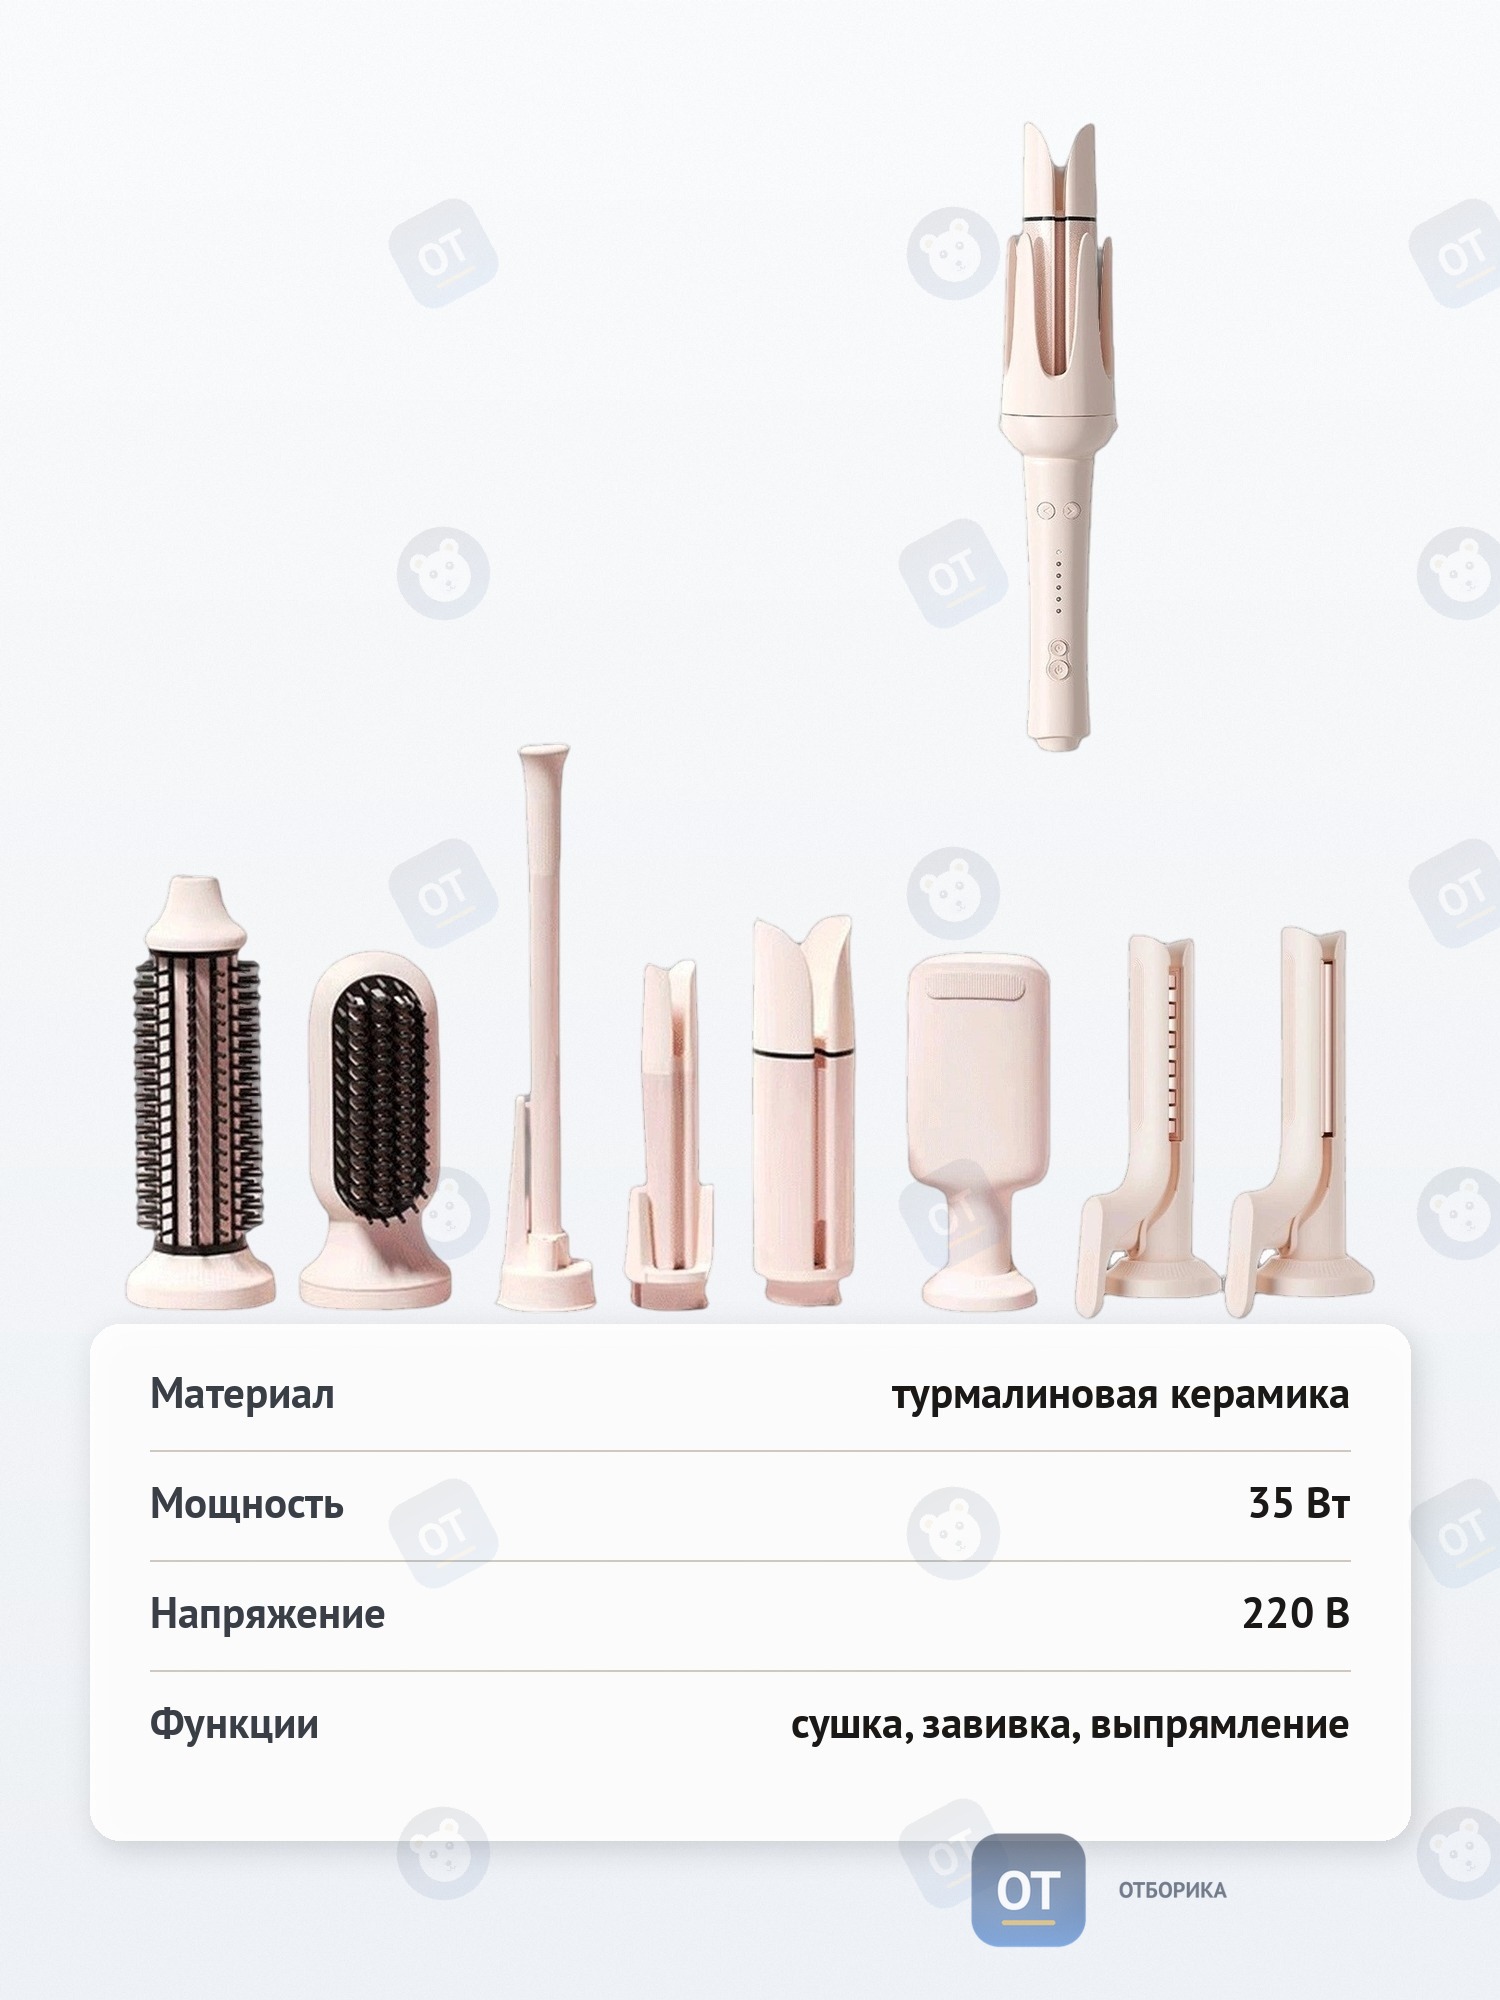 Материал турмалиновая керамика
Мощность 35 Вт
Напряжение 220 В
Функции сушка, завивка, выпрямление
ОТ ОТБОРИКА